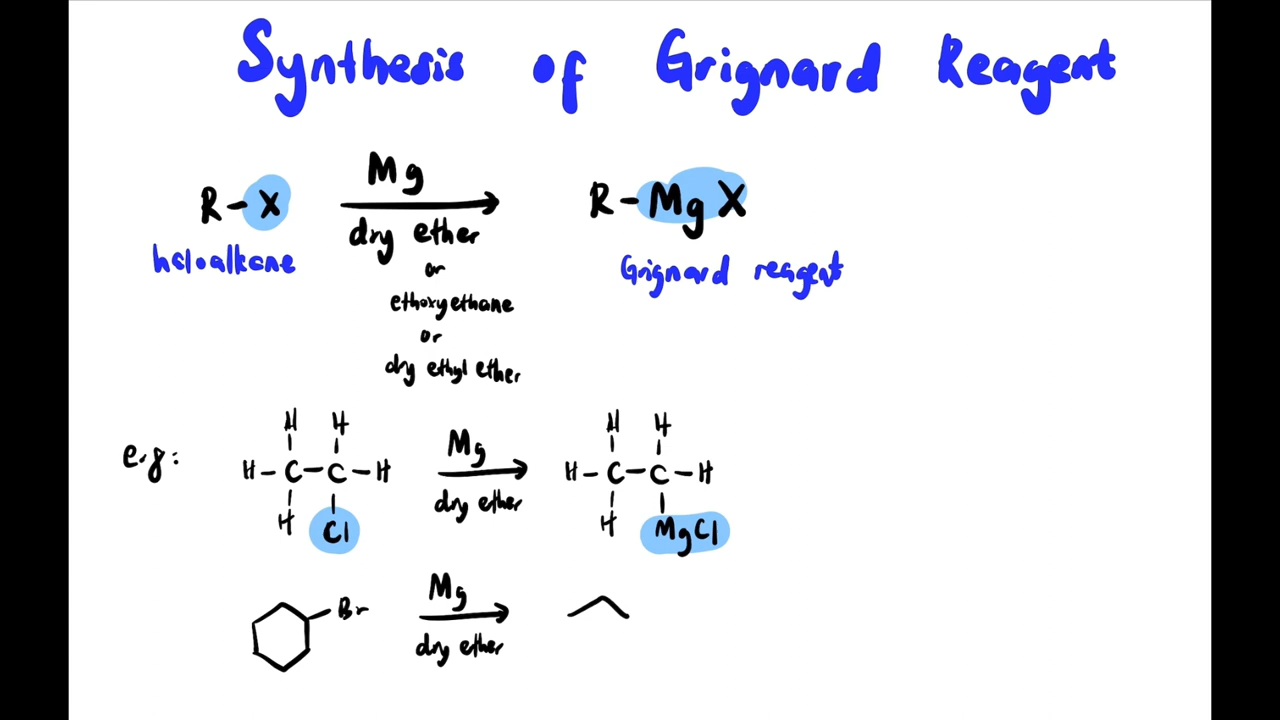 Synthesis of Grignard Reagent
R-X Mg R-MgX
dry ether
haloalkane Grignard reagent
or
ethoxyethane
or
dry ethyl ether
H H H H
e.g: H-C-C-H Mg H-C-C-H
dry ether
H Cl H MgCl
Mg
Br
dry ether